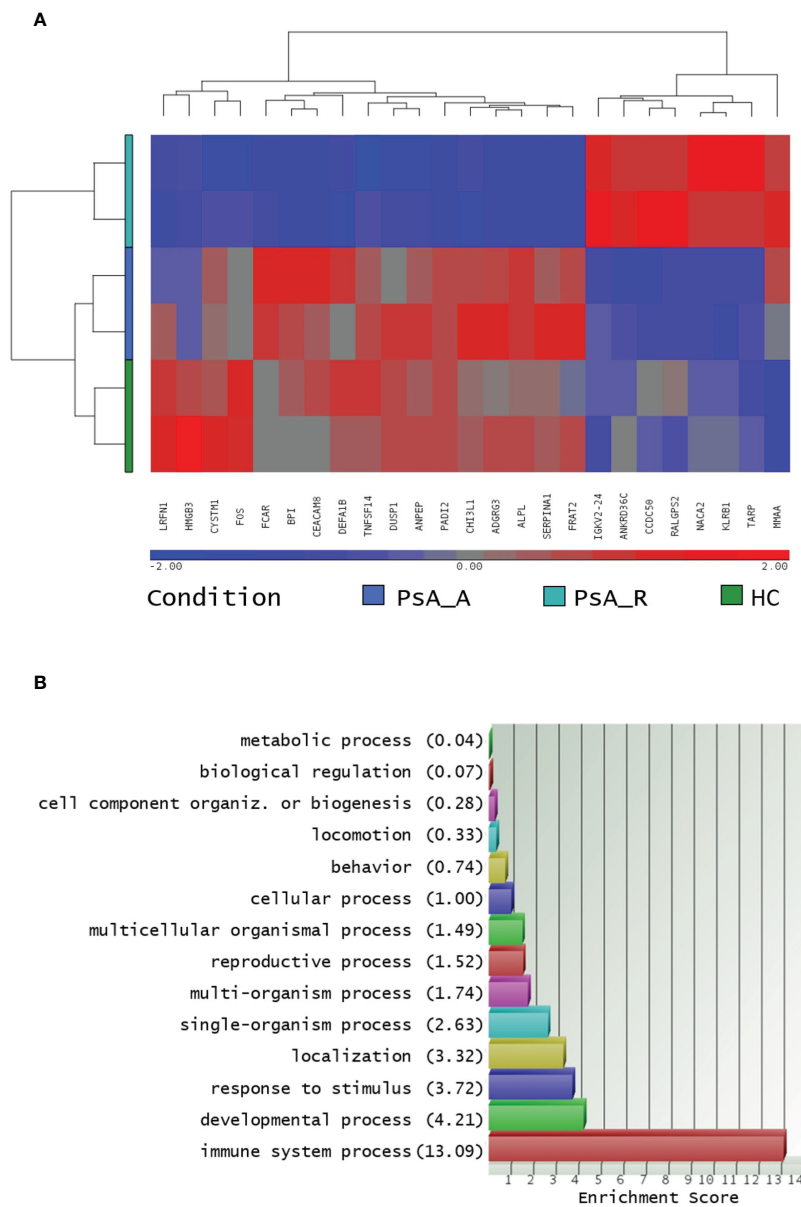 A
LRFN1 HMGB3 CYSTM1 FOS FCAR BPI CEACAM8 DEFA1B TNFSF14 DUSP1 ANPEP PADI2 CHI3L1 ADGRG3 ALPL SERPINA1 FRAT2 IGKV2-24 ANKRD36C CCDC50 RALGPS2 NACA2 KLRB1 TARP MMAA
-2.00 0.00 2.00
Condition PsA_A PsA_R HC
B
metabolic process (0.04)
biological regulation (0.07)
cell component organiz. or biogenesis (0.28)
locomotion (0.33)
behavior (0.74)
cellular process (1.00)
multicellular organismal process (1.49)
reproductive process (1.52)
multi-organism process (1.74)
single-organism process (2.63)
localization (3.32)
response to stimulus (3.72)
developmental process (4.21)
immune system process (13.09)
1 2 3 4 5 6 7 8 9 10 11 12 13 14
Enrichment Score